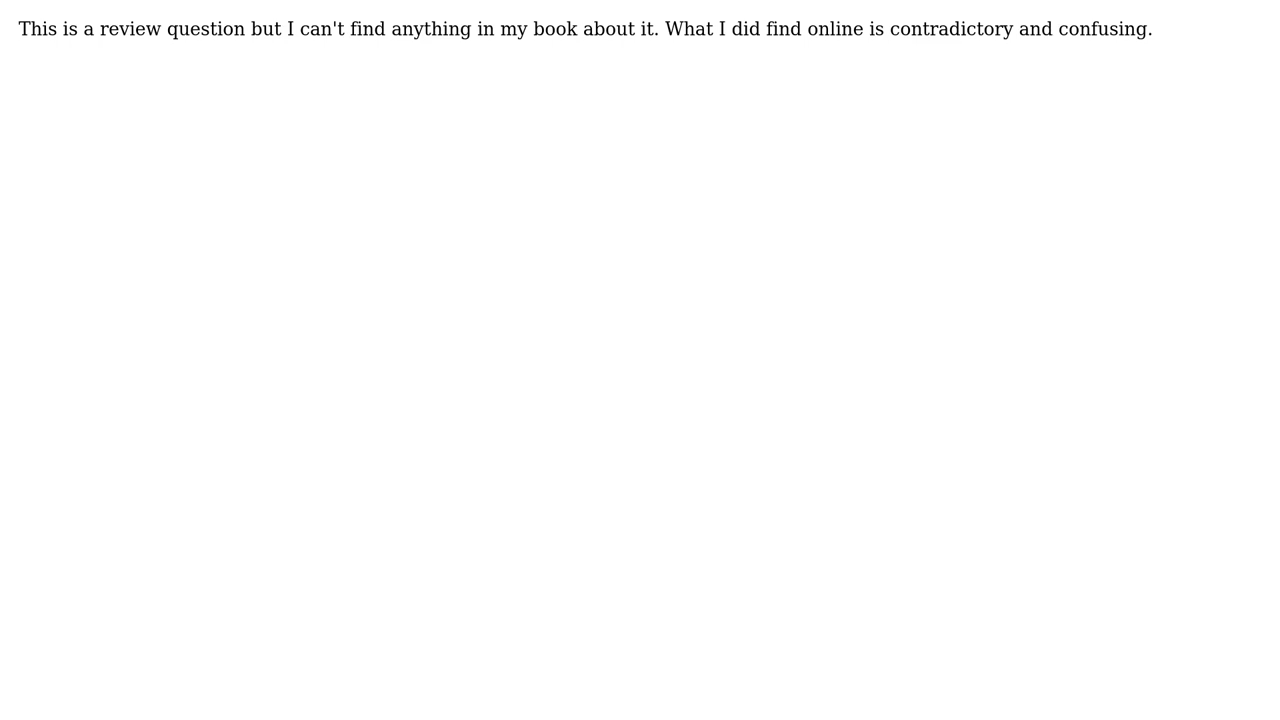 This is a review question but I can't find anything in my book about it. What I did find online is contradictory and confusing.